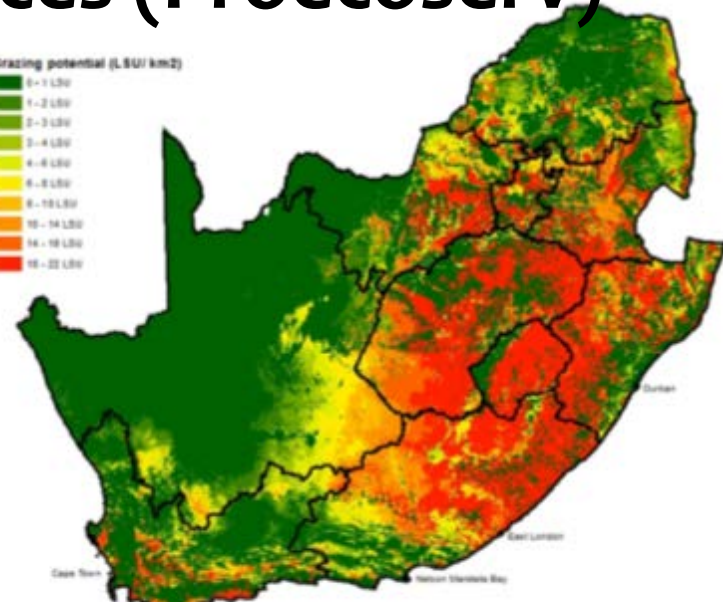 ces (Proecoserv)
Grazing potential (LSU/ km2)
0 - 1 LSU
1 - 2 LSU
2 - 3 LSU
3 - 4 LSU
4 - 6 LSU
6 - 8 LSU
8 - 10 LSU
10 - 14 LSU
14 - 18 LSU
18 - 22 LSU
Durban
East London
Cape Town
Nelson Mandela Bay